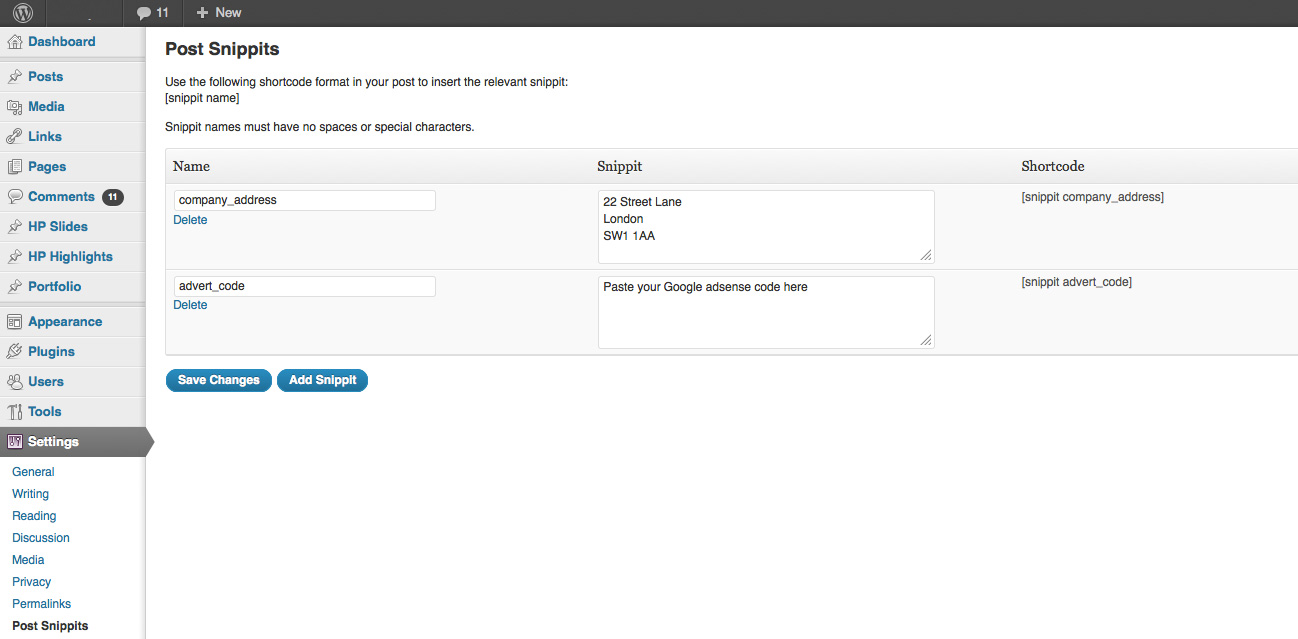 11 New
Dashboard
Posts
Media
Links
Pages
Comments 11
HP Slides
HP Highlights
Portfolio
Appearance
Plugins
Users
Tools
Settings
General
Writing
Reading
Discussion
Media
Privacy
Permalinks
Post Snippits
Post Snippits
Use the following shortcode format in your post to insert the relevant snippit:
[snippit name]
Snippit names must have no spaces or special characters.
Name Snippit Shortcode
company_address
Delete
22 Street Lane
London
SW1 1AA
[snippit company_address]
advert_code
Delete
Paste your Google adsense code here
[snippit advert_code]
Save Changes Add Snippit